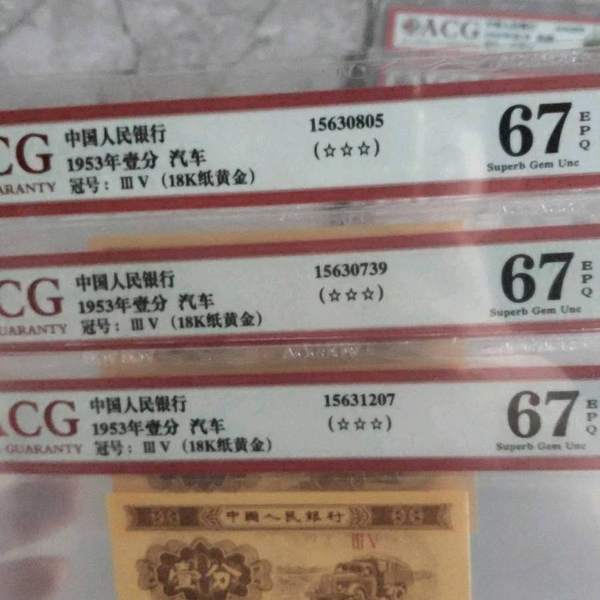 ACG
CG
ARANTY
中国人民银行
1953年壹分 汽车
冠号：ⅢⅤ（18K纸黄金）
15630805
(☆☆☆)
67
EPQ
Superb Gem Unc
CG
GUARANTY
中国人民银行
1953年壹分 汽车
冠号：ⅢⅤ（18K纸黄金）
15630739
(☆☆☆)
67
EPQ
Superb Gem Unc
ACG
GUARANTY
中国人民银行
1953年壹分 汽车
冠号：ⅢⅤ（18K纸黄金）
15631207
(☆☆☆)
67
EPQ
Superb Gem Unc
中國人民銀行
ⅢⅤ
壹分